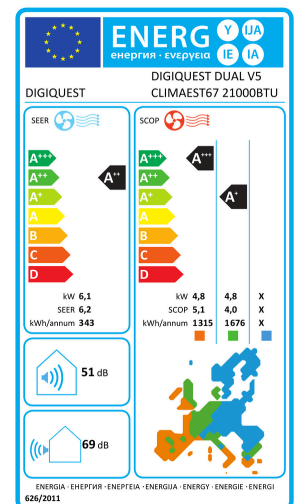 ENERG Y IJA
енергия · ενεργεια IE IA
DIGIQUEST DUAL V5
DIGIQUEST CLIMAEST67 21000BTU
SEER SCOP
A+++ A+++ A+++
A++ A++ A++
A+ A+ A+
A A
B B
C C
D D
kW 6,1 kW 4,8 4,8 X
SEER 6,2 SCOP 5,1 4,0 X
kWh/annum 343 kWh/annum 1315 1676 X
51 dB
69 dB
ENERGIA · ЕНЕРГИЯ · ΕΝΕΡΓΕΙΑ · ENERGIJA · ENERGY · ENERGIE · ENERGI
626/2011